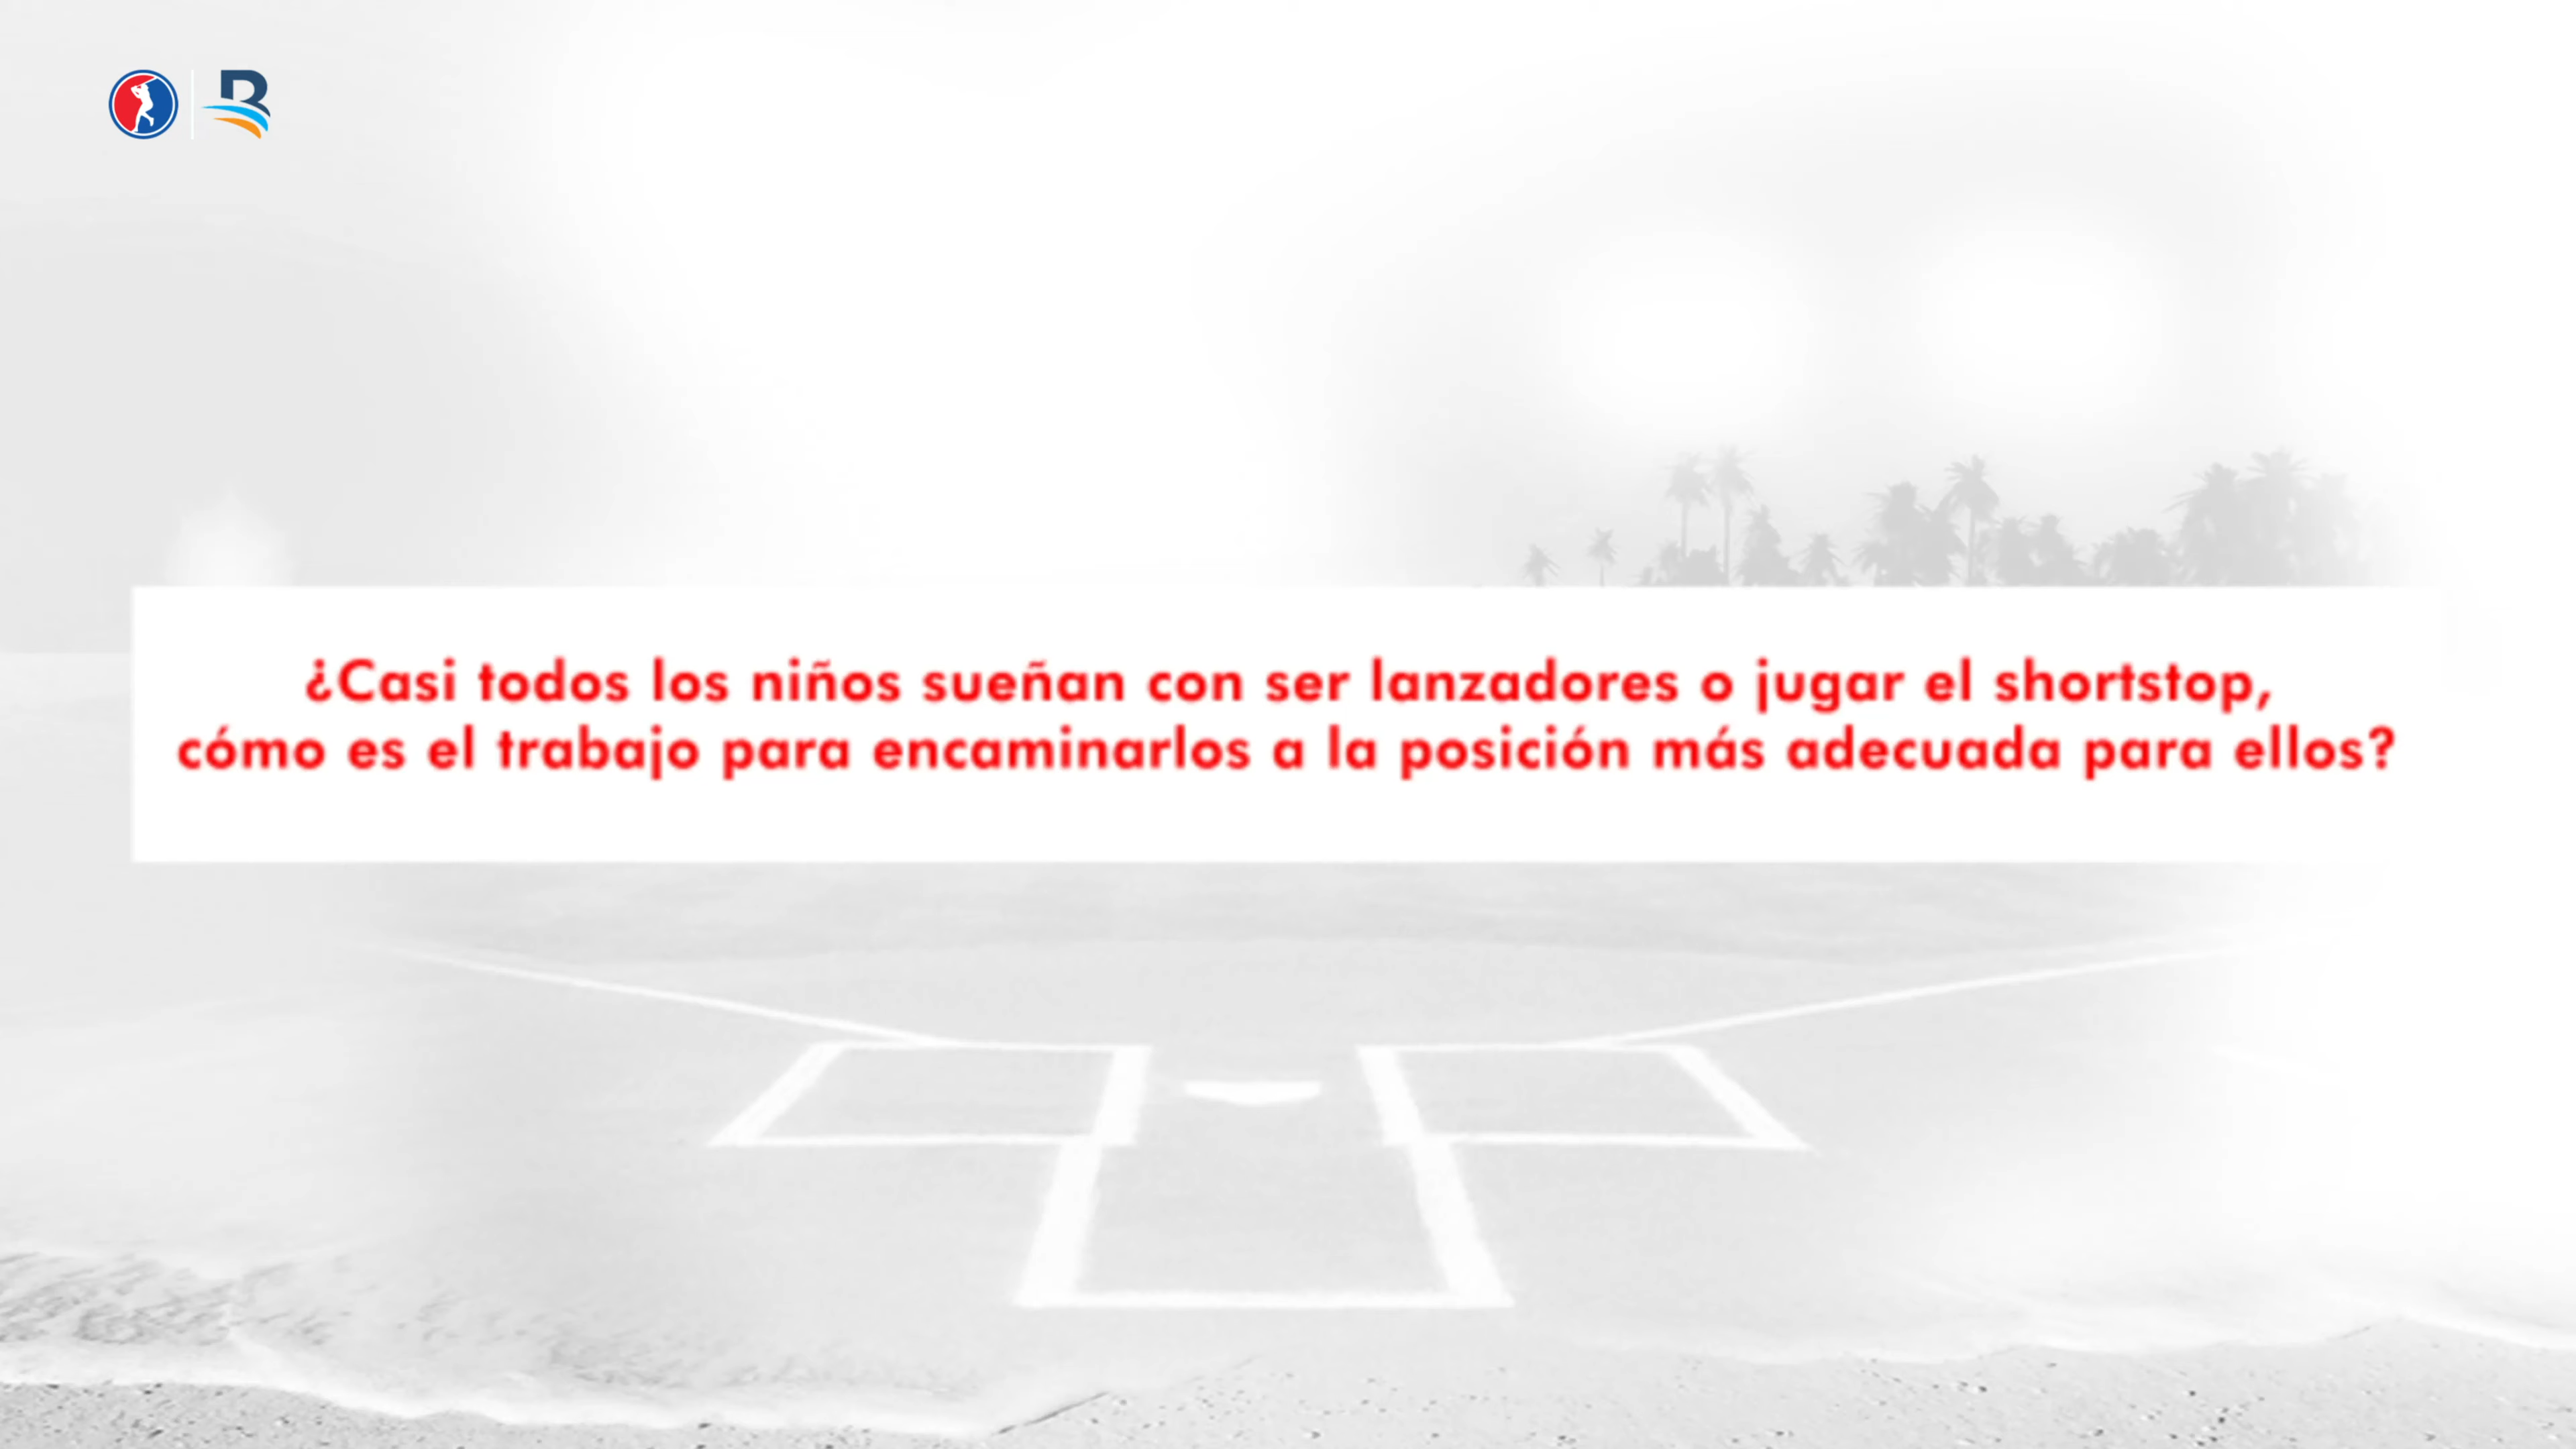 B
¿Casi todos los niños sueñan con ser lanzadores o jugar el shortstop,
cómo es el trabajo para encaminarlos a la posición más adecuada para ellos?